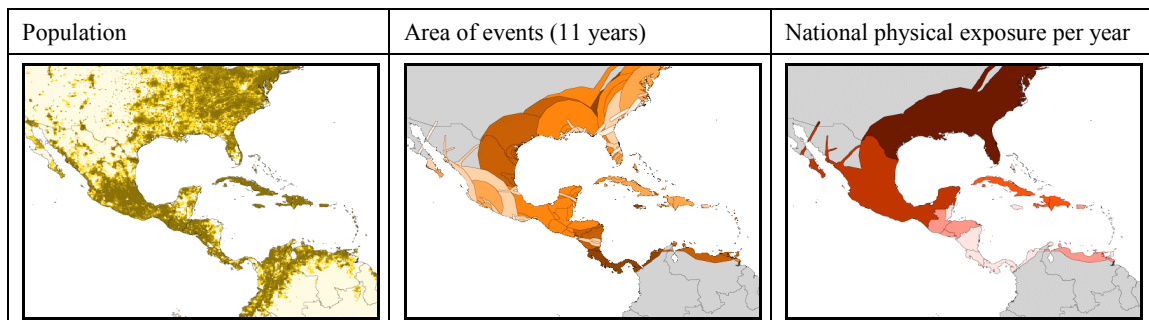 Population
Area of events (11 years)
National physical exposure per year